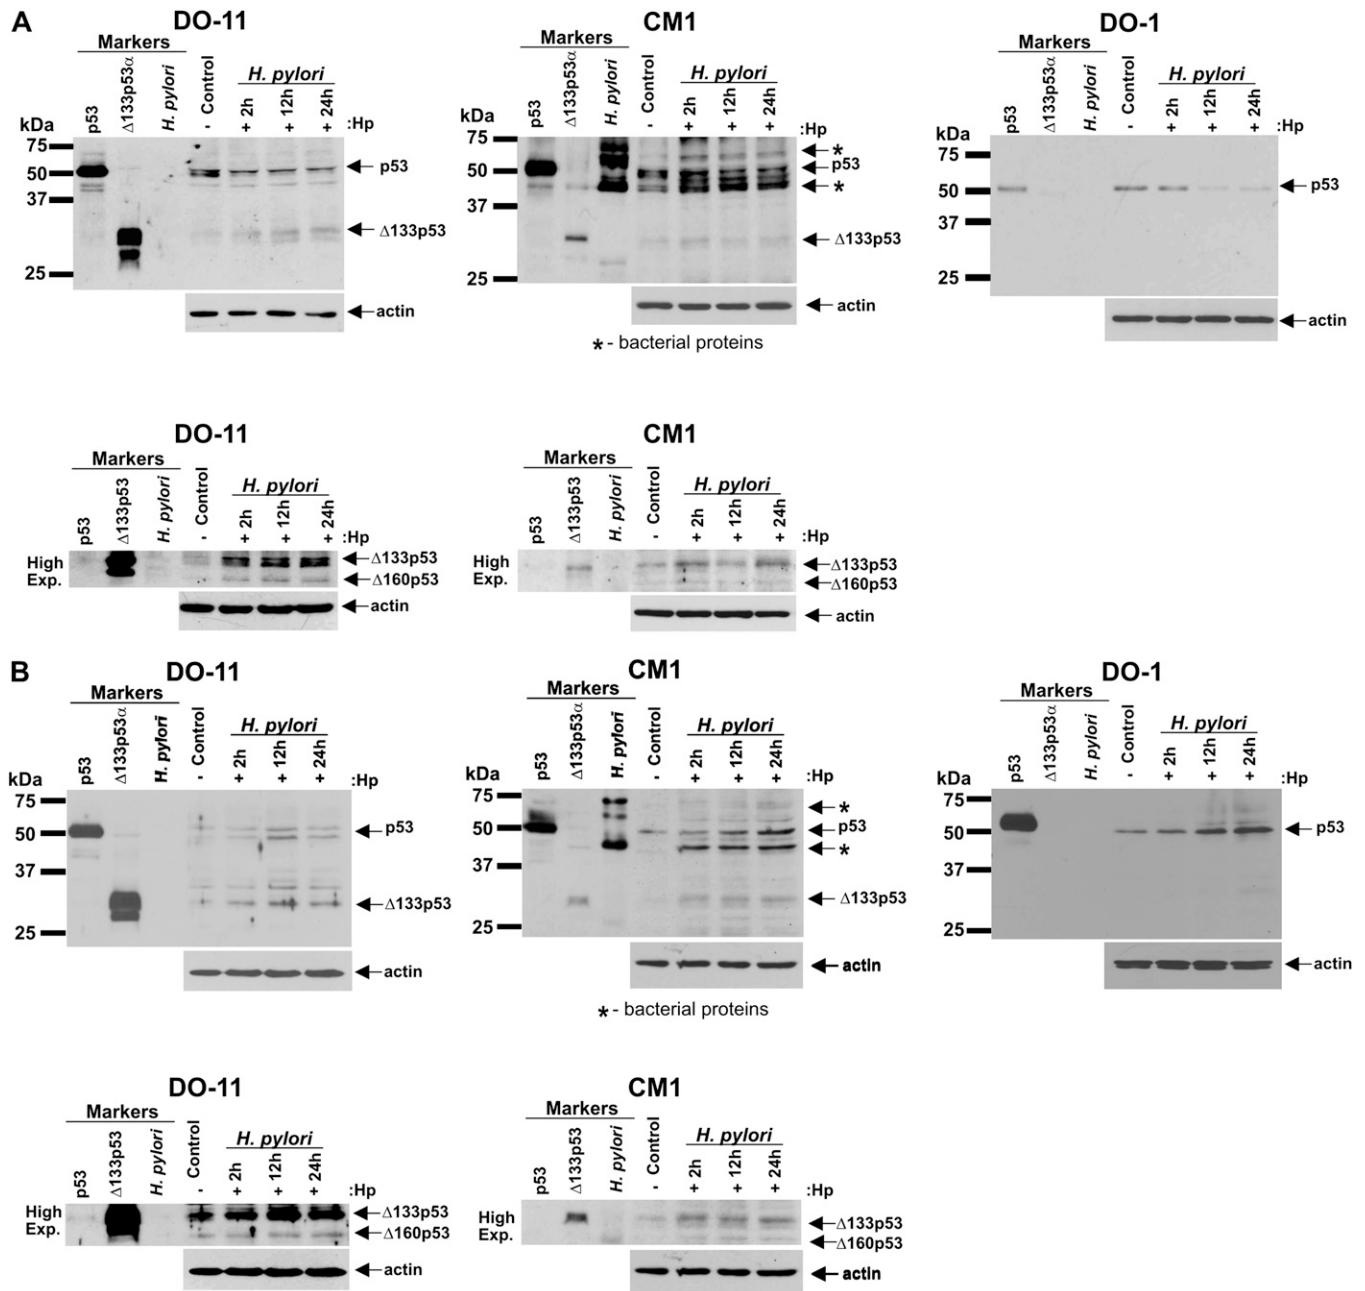 A
DO-11
Markers
p53
Δ133p53α
H. pylori
Control
H. pylori
2h
12h
24h
kDa
- + + + :Hp
75
50
37
25
p53
Δ133p53
actin
CM1
Markers
p53
Δ133p53α
H. pylori
Control
H. pylori
2h
12h
24h
kDa
- + + + :Hp
75
50
37
25
*
p53
*
Δ133p53
actin
*- bacterial proteins
DO-1
Markers
p53
Δ133p53α
H. pylori
Control
H. pylori
2h
12h
24h
kDa
- + + + :Hp
75
50
37
25
p53
actin
DO-11
Markers
p53
Δ133p53
H. pylori
Control
H. pylori
2h
12h
24h
- + + + :Hp
High
Exp.
Δ133p53
Δ160p53
actin
CM1
Markers
p53
Δ133p53
H. pylori
Control
H. pylori
2h
12h
24h
- + + + :Hp
High
Exp.
Δ133p53
Δ160p53
actin
B
DO-11
Markers
p53
Δ133p53α
H. pylori
Control
H. pylori
2h
12h
24h
kDa
- + + + :Hp
75
50
37
25
p53
Δ133p53
actin
CM1
Markers
p53
Δ133p53α
H. pylori
Control
H. pylori
2h
12h
24h
kDa
- + + + :Hp
75
50
37
25
*
p53
*
Δ133p53
actin
*- bacterial proteins
DO-1
Markers
p53
Δ133p53α
H. pylori
Control
H. pylori
2h
12h
24h
kDa
- + + + :Hp
75
50
37
25
p53
actin
DO-11
Markers
p53
Δ133p53
H. pylori
Control
H. pylori
2h
12h
24h
- + + + :Hp
High
Exp.
Δ133p53
Δ160p53
actin
CM1
Markers
p53
Δ133p53
H. pylori
Control
H. pylori
2h
12h
24h
- + + + :Hp
High
Exp.
Δ133p53
Δ160p53
actin